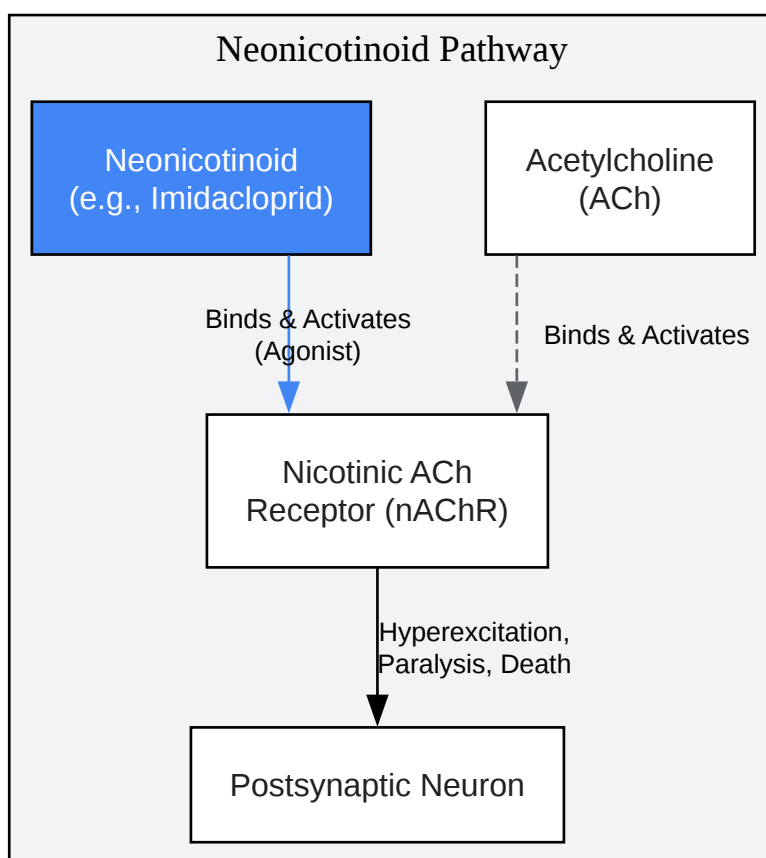 Neonicotinoid Pathway
Neonicotinoid
(e.g., Imidacloprid)
Acetylcholine
(ACh)
Binds & Activates
(Agonist)
Binds & Activates
Nicotinic ACh
Receptor (nAChR)
Hyperexcitation,
Paralysis, Death
Postsynaptic Neuron